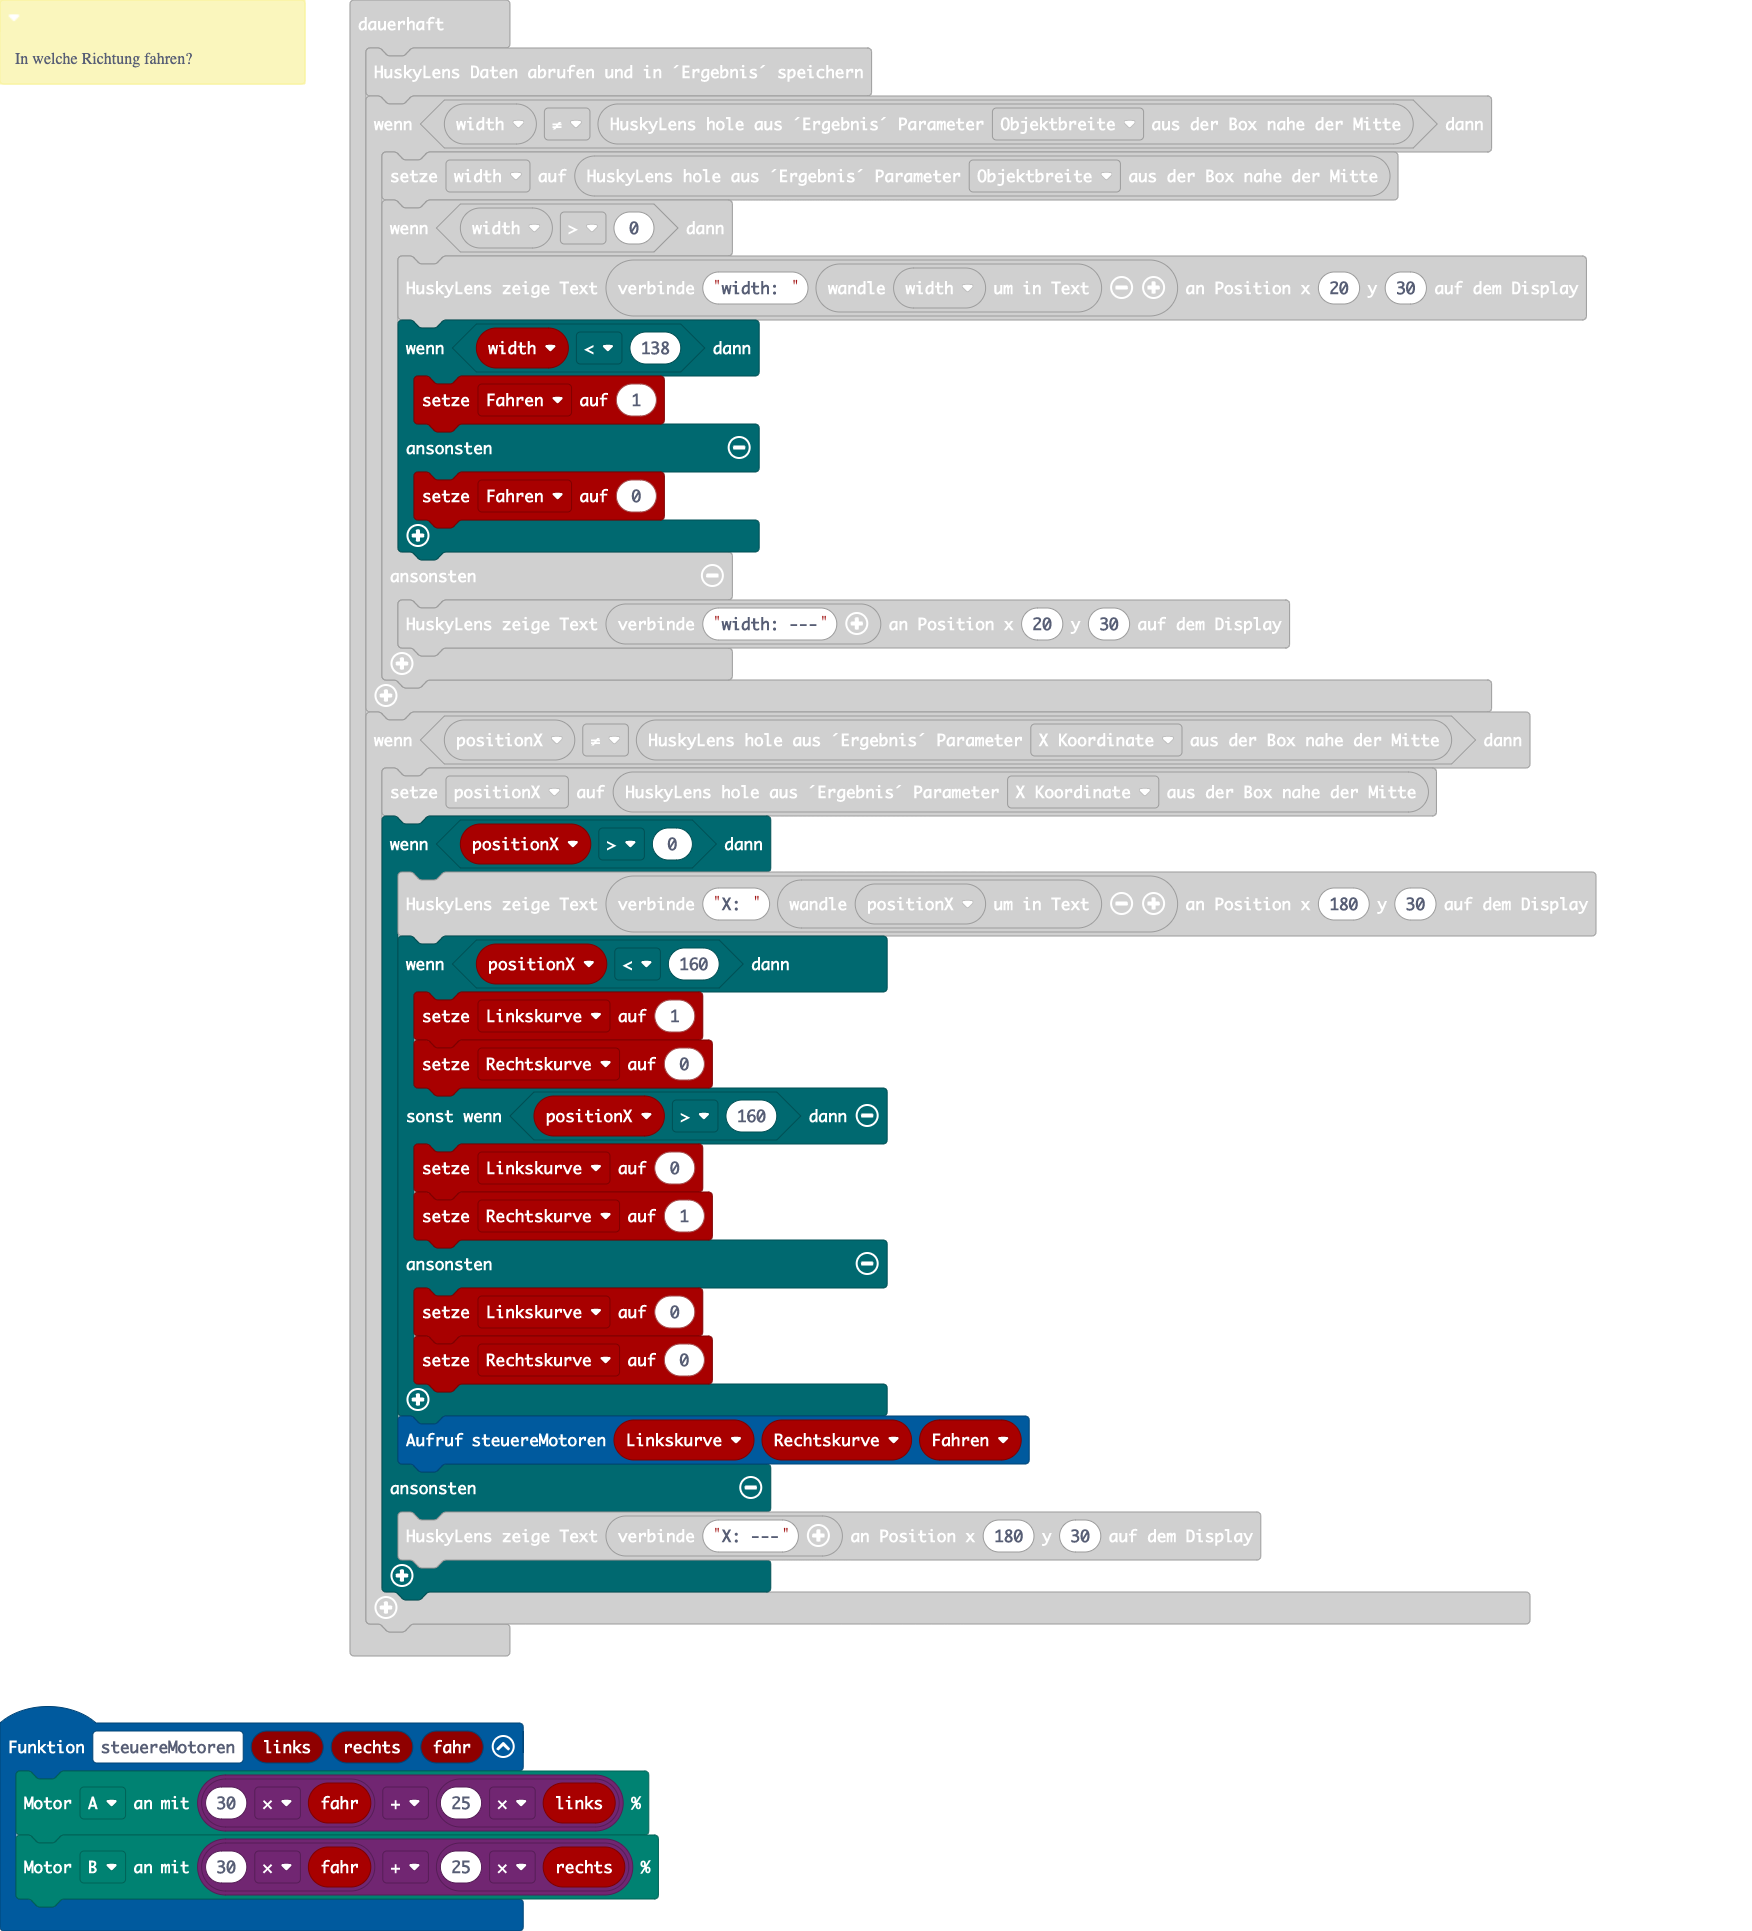 In welche Richtung fahren?
dauerhaft
HuskyLens Daten abrufen und in ´Ergebnis´ speichern
wenn width ≠ HuskyLens hole aus ´Ergebnis´ Parameter Objektbreite aus der Box nahe der Mitte dann
setze width auf HuskyLens hole aus ´Ergebnis´ Parameter Objektbreite aus der Box nahe der Mitte
wenn width > 0 dann
HuskyLens zeige Text verbinde "width: " wandle width um in Text an Position x 20 y 30 auf dem Display
wenn width < 138 dann
setze Fahren auf 1
ansonsten
setze Fahren auf 0
ansonsten
HuskyLens zeige Text verbinde "width: ---" an Position x 20 y 30 auf dem Display
wenn positionX ≠ HuskyLens hole aus ´Ergebnis´ Parameter X Koordinate aus der Box nahe der Mitte dann
setze positionX auf HuskyLens hole aus ´Ergebnis´ Parameter X Koordinate aus der Box nahe der Mitte
wenn positionX > 0 dann
HuskyLens zeige Text verbinde "X: " wandle positionX um in Text an Position x 180 y 30 auf dem Display
wenn positionX < 160 dann
setze Linkskurve auf 1
setze Rechtskurve auf 0
sonst wenn positionX > 160 dann
setze Linkskurve auf 0
setze Rechtskurve auf 1
ansonsten
setze Linkskurve auf 0
setze Rechtskurve auf 0
Aufruf steuereMotoren Linkskurve Rechtskurve Fahren
ansonsten
HuskyLens zeige Text verbinde "X: ---" an Position x 180 y 30 auf dem Display
Funktion steuereMotoren links rechts fahr
Motor A an mit 30 × fahr + 25 × links %
Motor B an mit 30 × fahr + 25 × rechts %